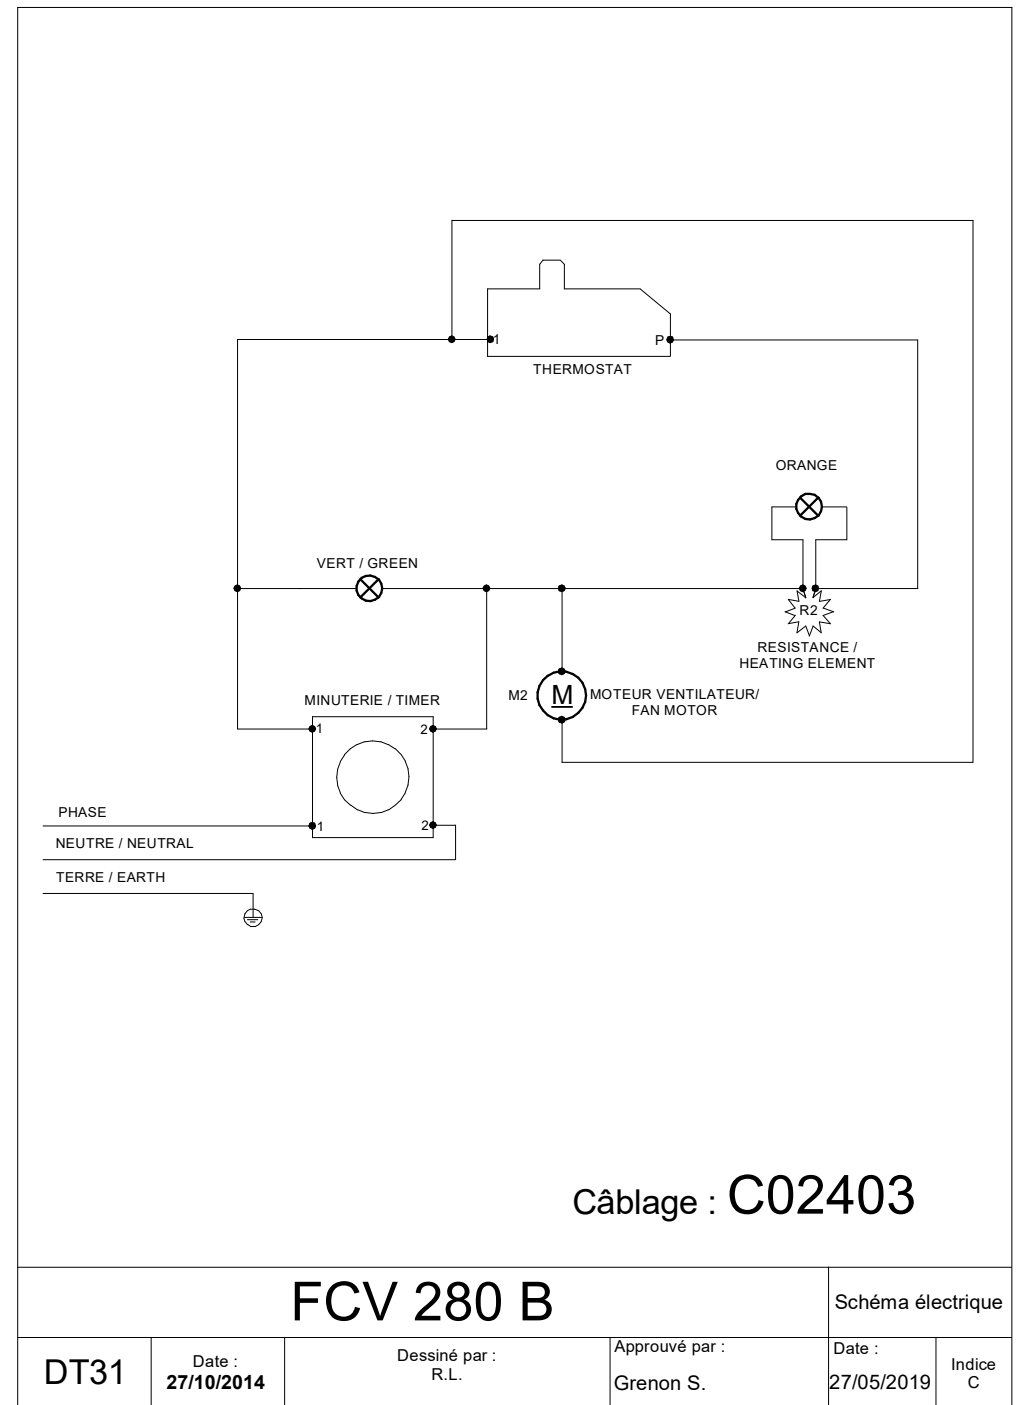 1
P
THERMOSTAT
ORANGE
VERT / GREEN
R2
RESISTANCE /
HEATING ELEMENT
M2
M
MOTEUR VENTILATEUR/
FAN MOTOR
MINUTERIE / TIMER
1
2
PHASE
1
2
NEUTRE / NEUTRAL
TERRE / EARTH
Câblage : C02403
FCV 280 B
Schéma électrique
DT31
Date :
27/10/2014
Dessiné par :
R.L.
Approuvé par :
Grenon S.
Date :
27/05/2019
Indice
C